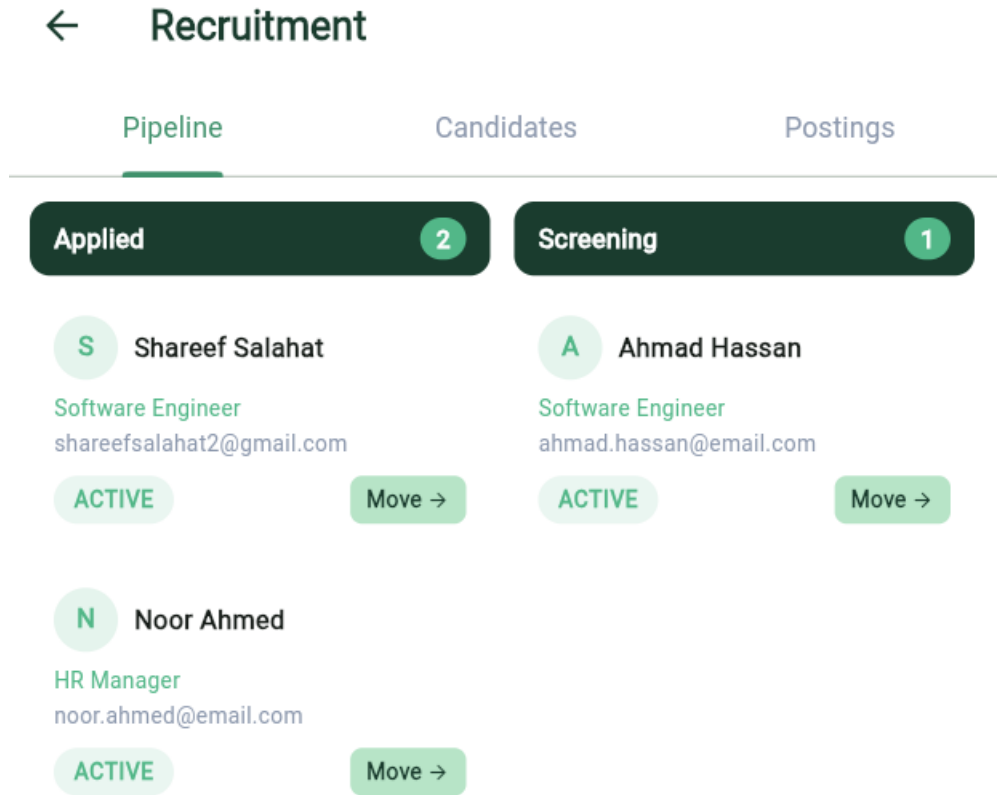 ← Recruitment
Pipeline Candidates Postings
Applied 2
S Shareef Salahat
Software Engineer
shareefsalahat2@gmail.com
ACTIVE Move →
N Noor Ahmed
HR Manager
noor.ahmed@email.com
ACTIVE Move →
Screening 1
A Ahmad Hassan
Software Engineer
ahmad.hassan@email.com
ACTIVE Move →